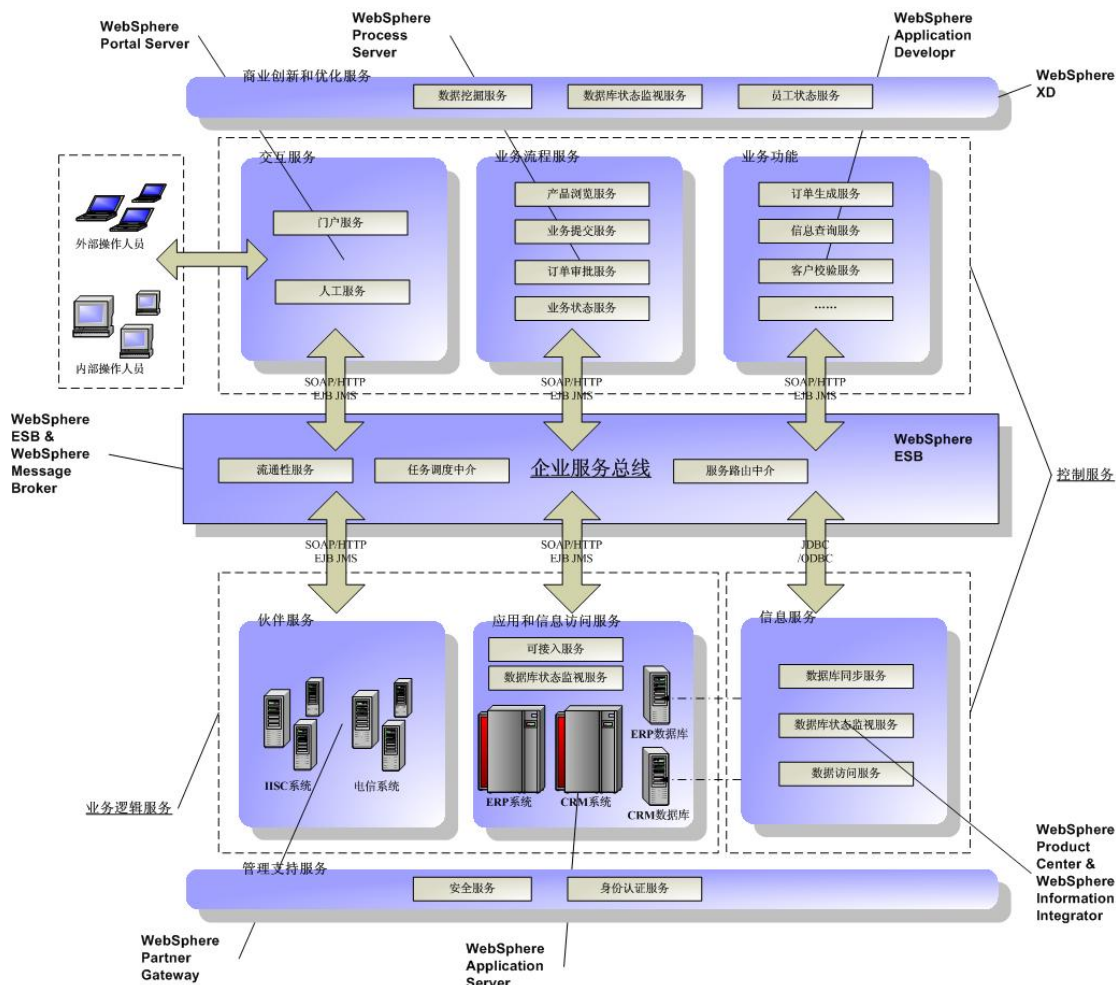 WebSphere
Portal Server
WebSphere
Process
Server
WebSphere
Application
Developr
商业创新和优化服务
数据挖掘服务
数据库状态监视服务
员工状态服务
WebSphere
XD
交互服务
业务流程服务
业务功能
门户服务
人工服务
产品浏览服务
业务提交服务
订单审批服务
业务状态服务
订单生成服务
信息查询服务
客户校验服务
……
外部操作人员
内部操作人员
SOAP/HTTP
EJB JMS
SOAP/HTTP
EJB JMS
SOAP/HTTP
EJB JMS
WebSphere
ESB &
WebSphere
Message
Broker
流通性服务
任务调度中介
企业服务总线
服务路由中介
WebSphere
ESB
控制服务
SOAP/HTTP
EJB JMS
SOAP/HTTP
EJB JMS
JDBC
/ODBC
伙伴服务
应用和信息访问服务
信息服务
可接入服务
数据库状态监视服务
IISC系统
电信系统
ERP系统
CRM系统
ERP数据库
CRM数据库
数据库同步服务
数据库状态监视服务
数据访问服务
业务逻辑服务
管理支持服务
安全服务
身份认证服务
WebSphere
Product
Center &
WebSphere
Information
Integrator
WebSphere
Partner
Gateway
WebSphere
Application
Server